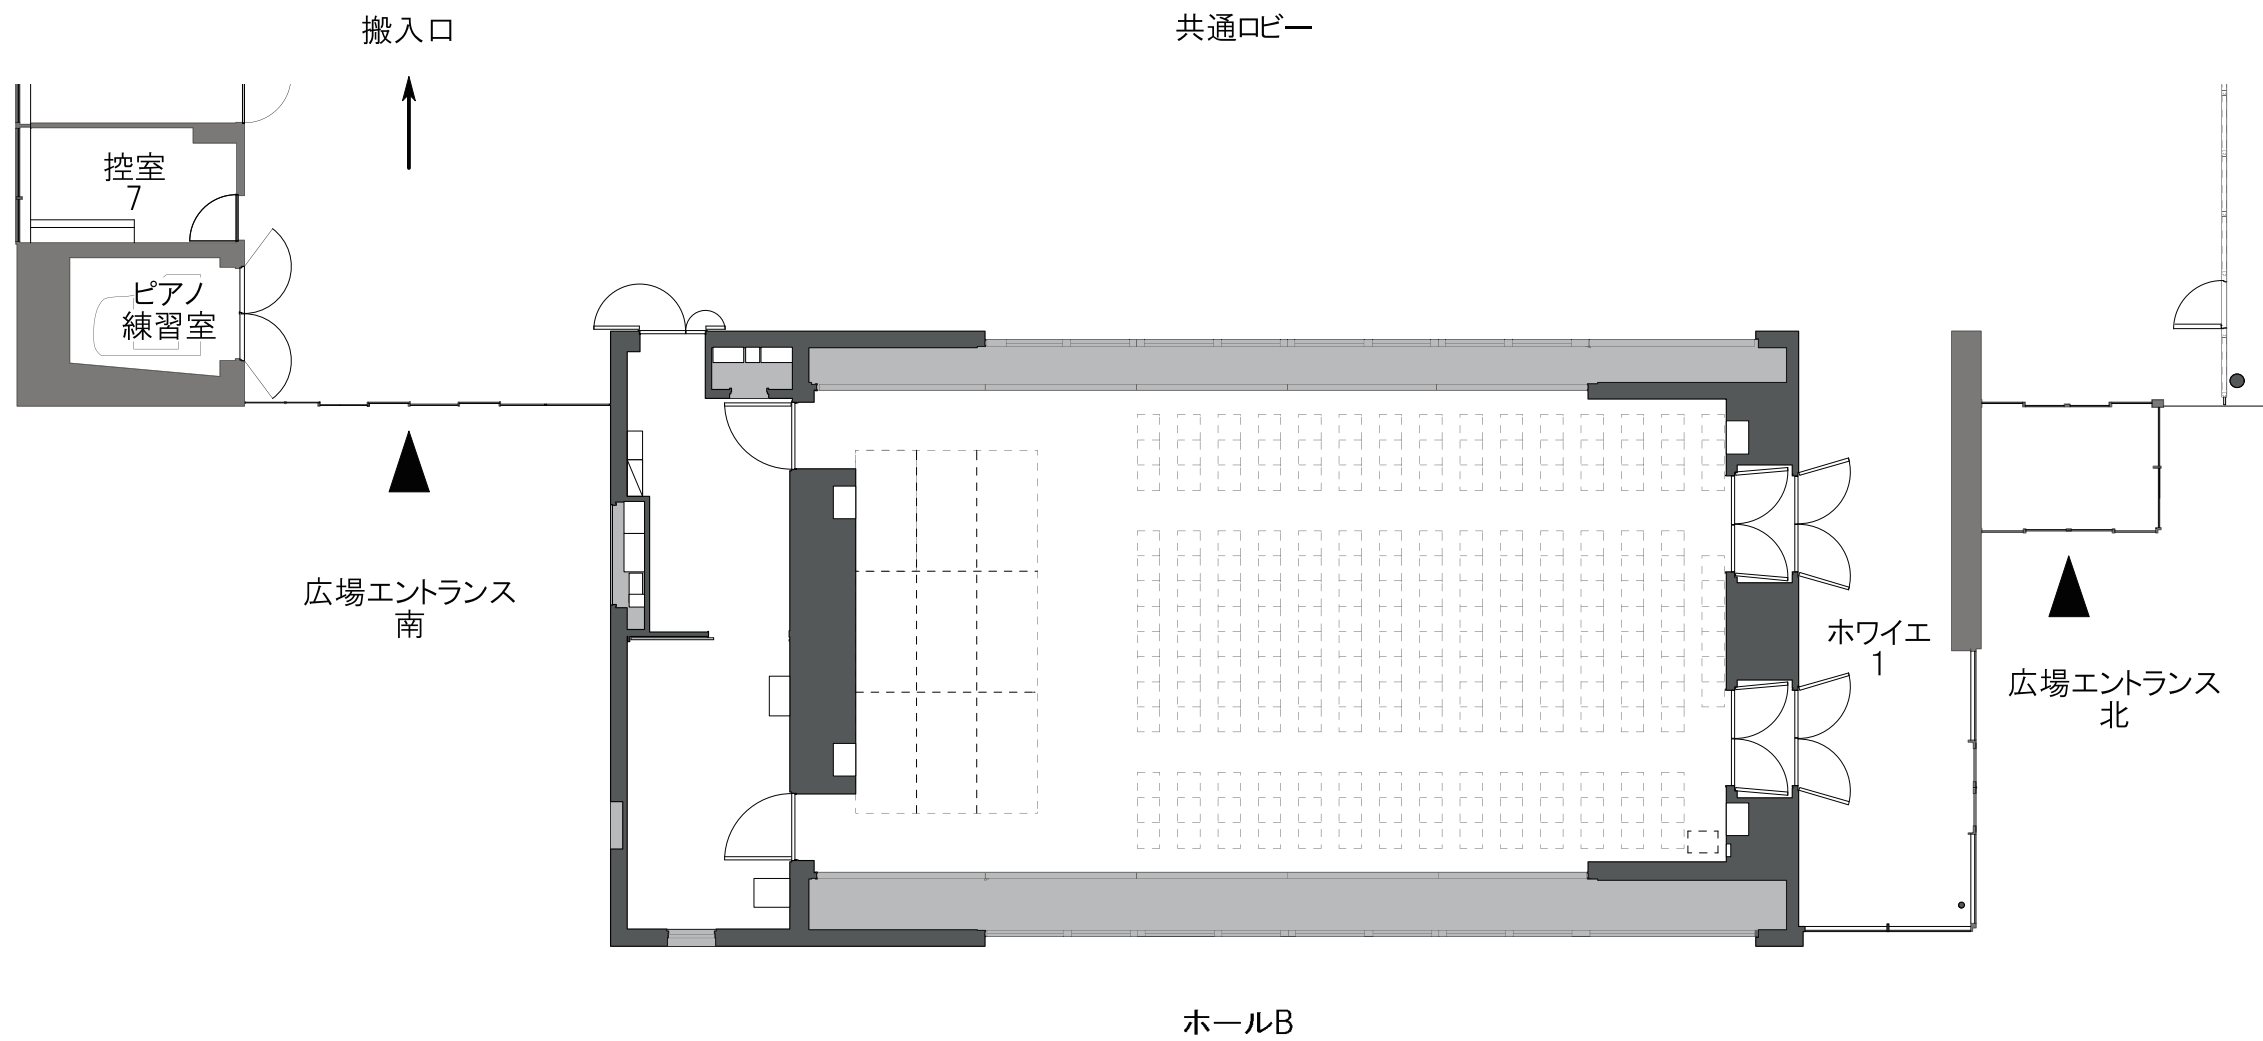 搬入口
共通ロビー
控室
7
ピアノ
練習室
広場エントランス
南
ホワイエ
1
広場エントランス
北
ホールB